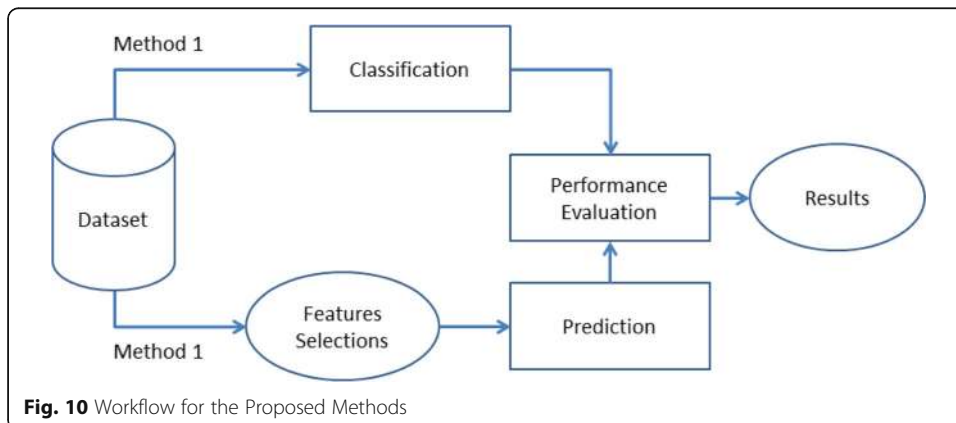 Method 1
Classification
Dataset
Performance
Evaluation
Results
Features
Selections
Prediction
Method 1
Fig. 10 Workflow for the Proposed Methods